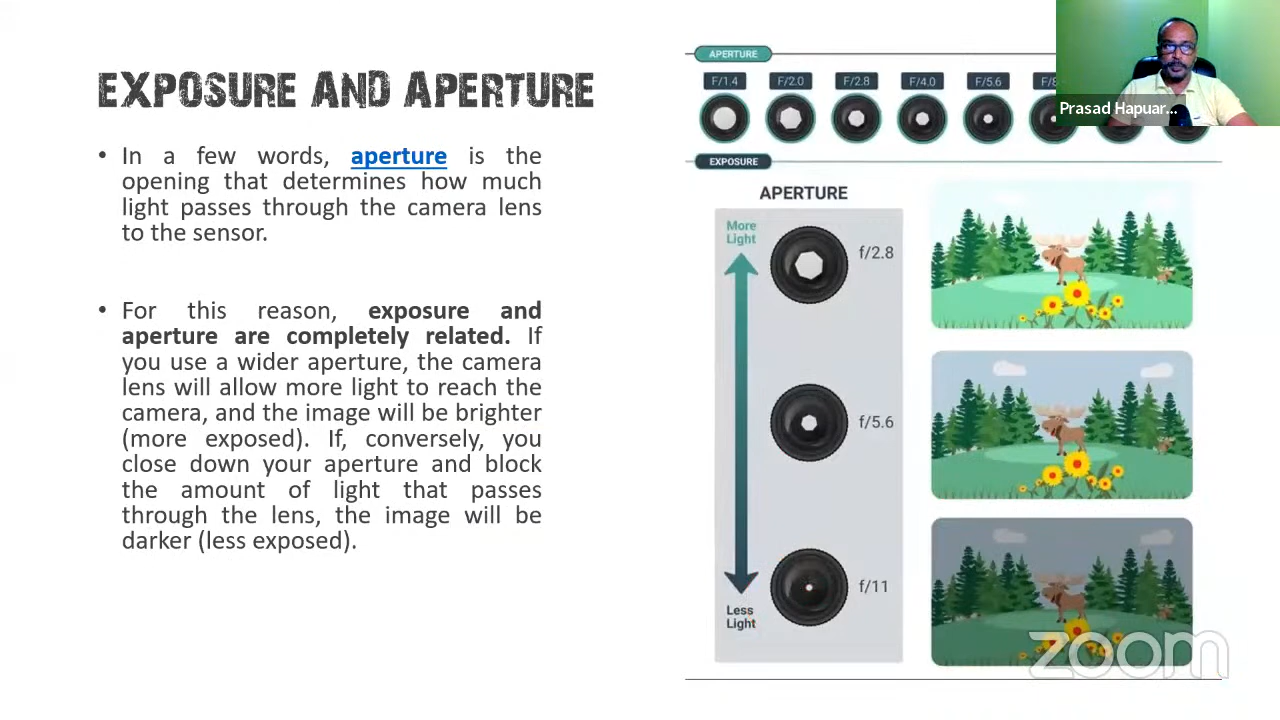 EXPOSURE AND APERTURE
• In a few words, aperture is the
opening that determines how much
light passes through the camera lens
to the sensor.
• For this reason, exposure and
aperture are completely related. If
you use a wider aperture, the camera
lens will allow more light to reach the
camera, and the image will be brighter
(more exposed). If, conversely, you
close down your aperture and block
the amount of light that passes
through the lens, the image will be
darker (less exposed).
APERTURE
F/1.4 F/2.0 F/2.8 F/4.0 F/5.6
Prasad Hapuar...
EXPOSURE
APERTURE
More
Light
f/2.8
f/5.6
f/11
Less
Light
zoom